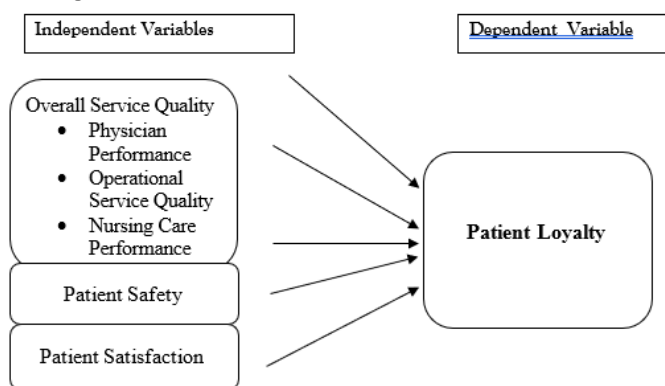 Independent Variables
Dependent Variable
Overall Service Quality
• Physician
Performance
• Operational
Service Quality
• Nursing Care
Performance
Patient Safety
Patient Satisfaction
Patient Loyalty